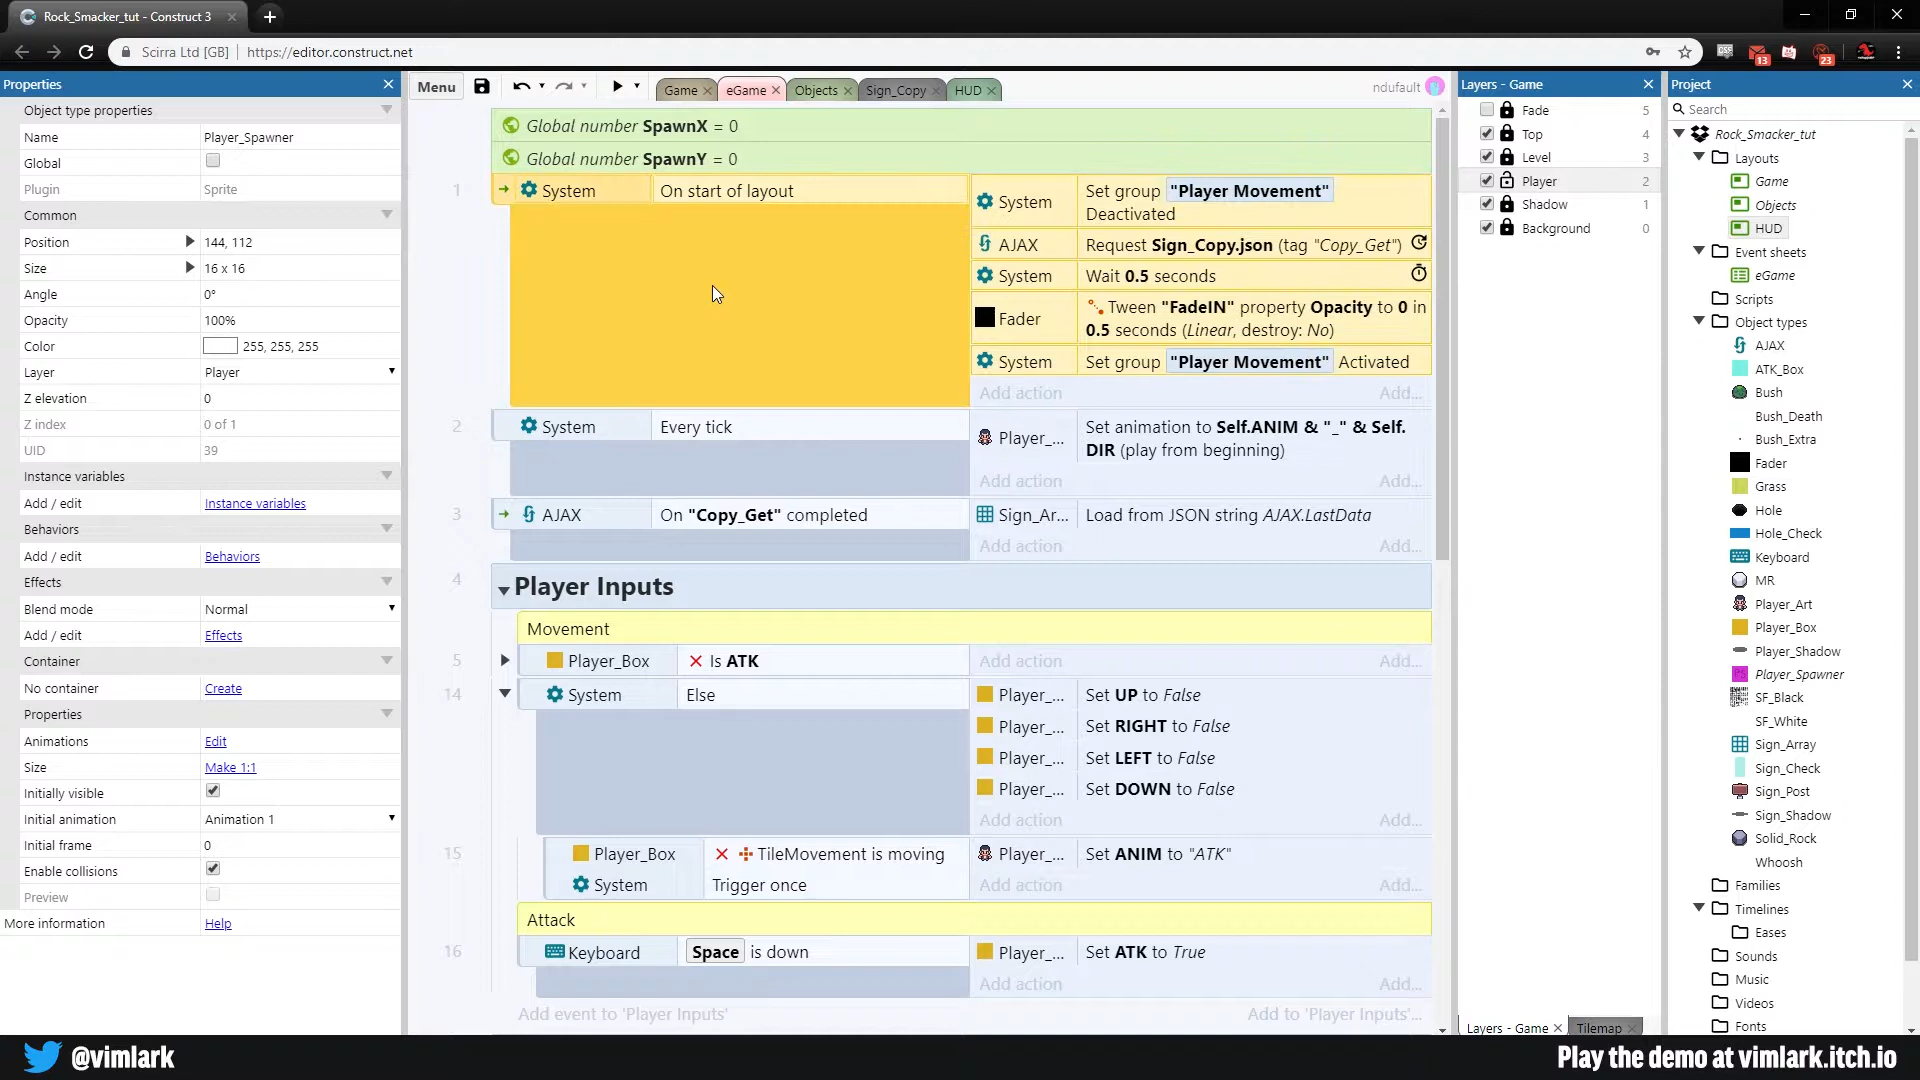 Rock_Smacker_tut - Construct 3
Scirra Ltd [GB] https://editor.construct.net
13
23
Properties
Object type properties
Name Player_Spawner
Global
Plugin Sprite
Common
Position 144, 112
Size 16 x 16
Angle 0°
Opacity 100%
Color 255, 255, 255
Layer Player
Z elevation 0
Z index 0 of 1
UID 39
Instance variables
Add / edit Instance variables
Behaviors
Add / edit Behaviors
Effects
Blend mode Normal
Add / edit Effects
Container
No container Create
Properties
Animations Edit
Size Make 1:1
Initially visible
Initial animation Animation 1
Initial frame 0
Enable collisions
Preview
More information Help
Menu
Game
eGame
Objects
Sign_Copy
HUD
ndufault
Global number SpawnX = 0
Global number SpawnY = 0
1 System On start of layout
System Set group "Player Movement" Deactivated
AJAX Request Sign_Copy.json (tag "Copy_Get")
System Wait 0.5 seconds
Fader Tween "FadeIN" property Opacity to 0 in
0.5 seconds (Linear, destroy: No)
System Set group "Player Movement" Activated
Add action Add...
2 System Every tick
Player_... Set animation to Self.ANIM & "_" & Self.
DIR (play from beginning)
Add action Add...
3 AJAX On "Copy_Get" completed
Sign_Ar... Load from JSON string AJAX.LastData
Add action Add...
4 Player Inputs
Movement
5 Player_Box Is ATK Add action Add...
14 System Else
Player_... Set UP to False
Player_... Set RIGHT to False
Player_... Set LEFT to False
Player_... Set DOWN to False
Add action Add...
15 Player_Box TileMovement is moving Player_... Set ANIM to "ATK"
System Trigger once Add action Add...
Attack
16 Keyboard Space is down Player_... Set ATK to True
Add action Add...
Add event to 'Player Inputs' Add to 'Player Inputs'...
Layers - Game
Fade 5
Top 4
Level 3
Player 2
Shadow 1
Background 0
Layers - Game
Tilemap
Project
Search
Rock_Smacker_tut
Layouts
Game
Objects
HUD
Event sheets
eGame
Scripts
Object types
AJAX
ATK_Box
Bush
Bush_Death
Bush_Extra
Fader
Grass
Hole
Hole_Check
Keyboard
MR
Player_Art
Player_Box
Player_Shadow
Player_Spawner
SF_Black
SF_White
Sign_Array
Sign_Check
Sign_Post
Sign_Shadow
Solid_Rock
Whoosh
Families
Timelines
Eases
Sounds
Music
Videos
Fonts
@vimlark
Play the demo at vimlark.itch.io